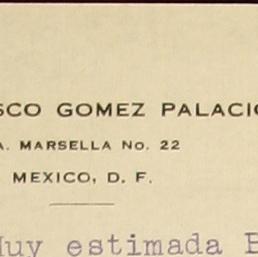 SCO GOMEZ PALACIO
A. MARSELLA No. 22
MEXICO, D. F.
Muy estimada